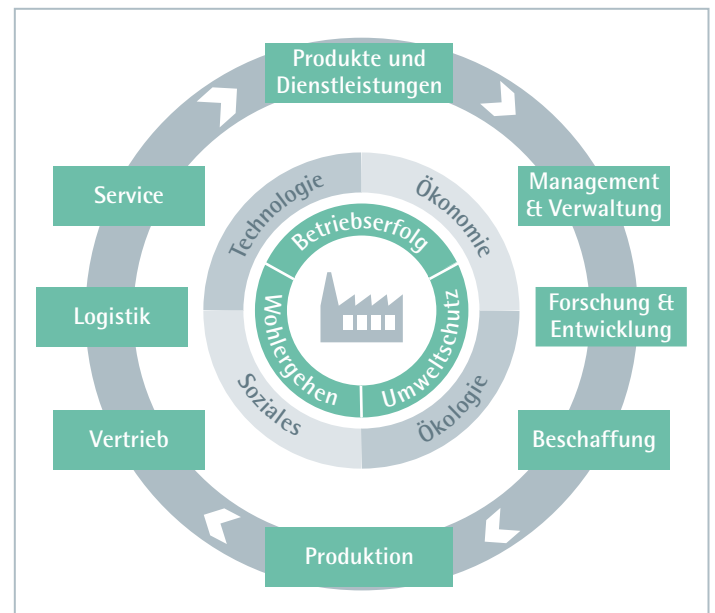 Produkte und
Dienstleistungen
Management
& Verwaltung
Forschung &
Entwicklung
Beschaffung
Produktion
Vertrieb
Logistik
Service
Technologie
Ökonomie
Ökologie
Soziales
Betriebserfolg
Umweltschutz
Wohlergehen